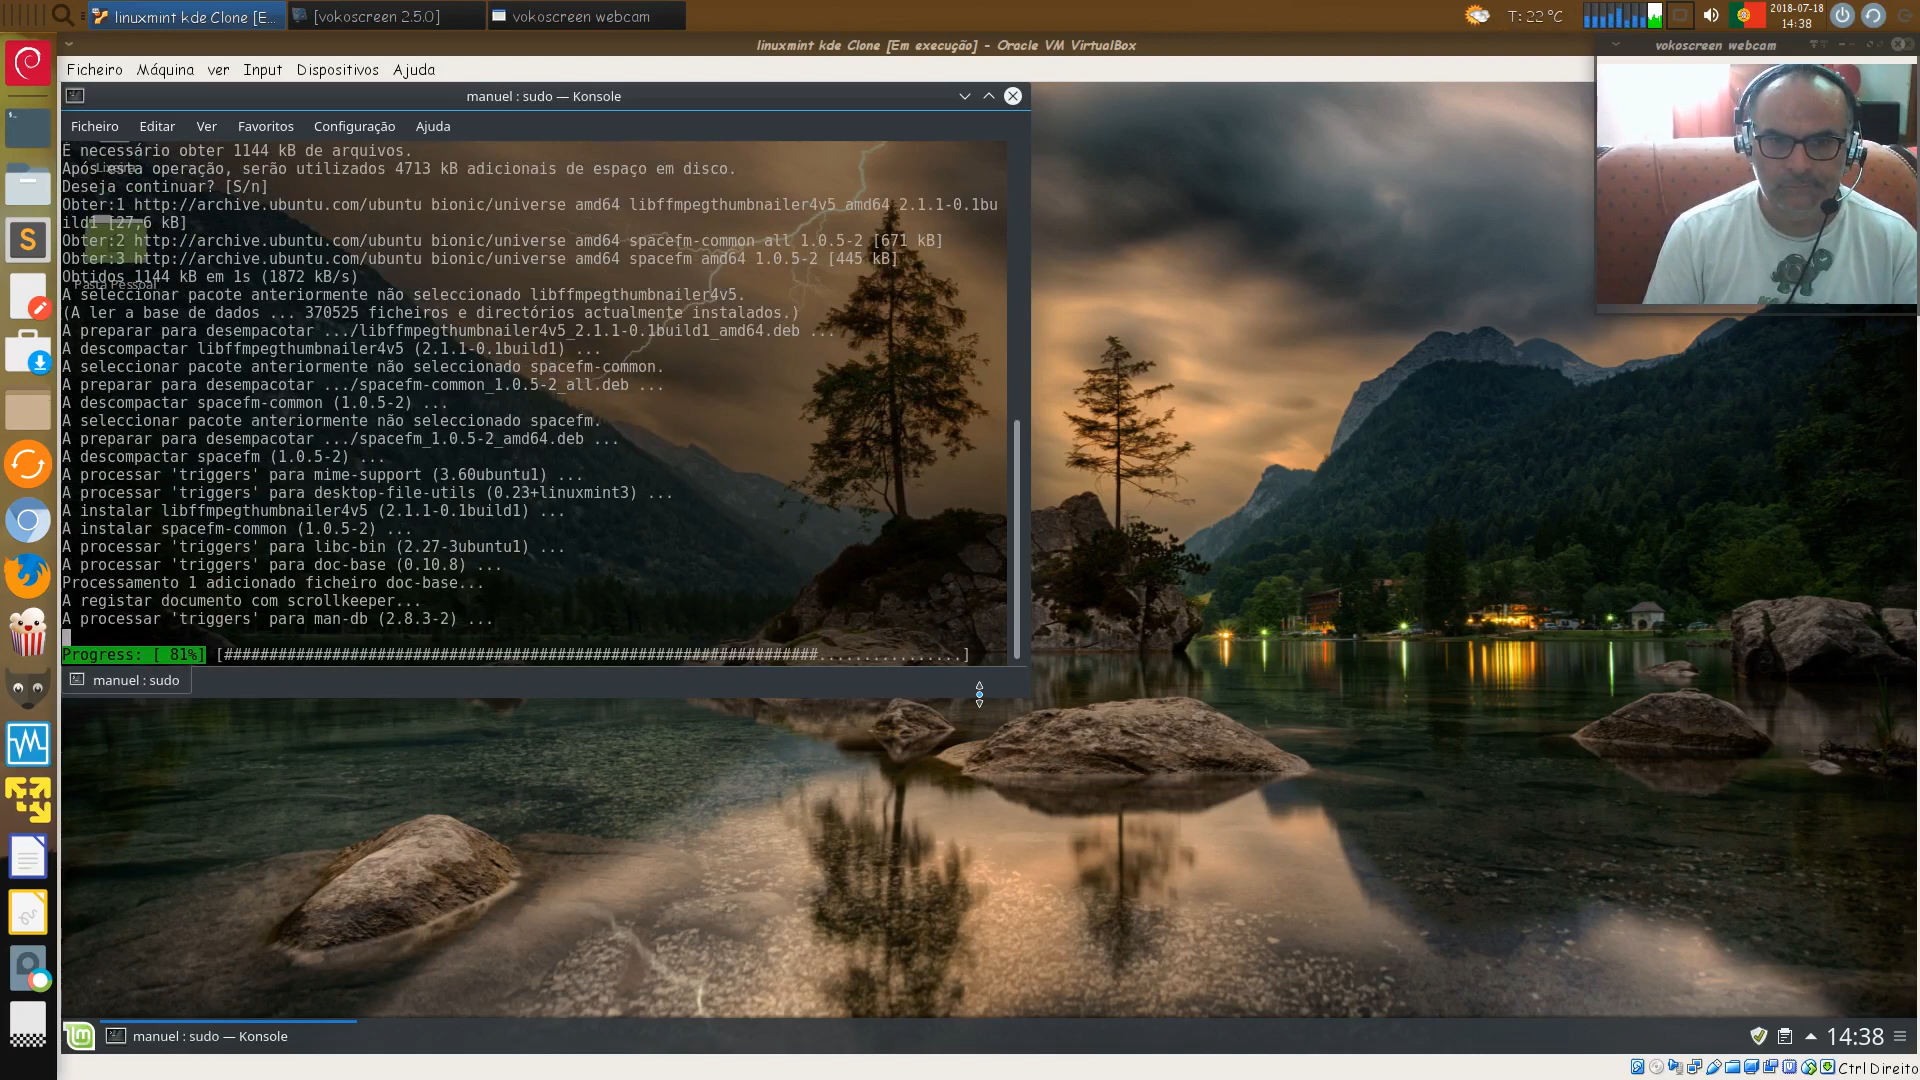 linuxmint kde Clone [E...
[vokoscreen 2.5.0]
vokoscreen webcam
T: 22 °C
2018-07-18
14:38
linuxmint kde Clone [Em execução] - Oracle VM VirtualBox
vokoscreen webcam
Ficheiro Máquina ver Input Dispositivos Ajuda
manuel : sudo — Konsole
Ficheiro Editar Ver Favoritos Configuração Ajuda
É necessário obter 1144 kB de arquivos.
Após esta operação, serão utilizados 4713 kB adicionais de espaço em disco.
Deseja continuar? [S/n]
Obter:1 http://archive.ubuntu.com/ubuntu bionic/universe amd64 libffmpegthumbnailer4v5 amd64 2.1.1-0.1bu
ild1 [27,6 kB]
Obter:2 http://archive.ubuntu.com/ubuntu bionic/universe amd64 spacefm-common all 1.0.5-2 [671 kB]
Obter:3 http://archive.ubuntu.com/ubuntu bionic/universe amd64 spacefm amd64 1.0.5-2 [445 kB]
Obtidos 1144 kB em 1s (1872 kB/s)
Pasta Pessoal
A seleccionar pacote anteriormente não seleccionado libffmpegthumbnailer4v5.
(A ler a base de dados ... 370525 ficheiros e directórios actualmente instalados.)
A preparar para desempacotar .../libffmpegthumbnailer4v5_2.1.1-0.1build1_amd64.deb ...
A descompactar libffmpegthumbnailer4v5 (2.1.1-0.1build1) ...
A seleccionar pacote anteriormente não seleccionado spacefm-common.
A preparar para desempacotar .../spacefm-common_1.0.5-2_all.deb ...
A descompactar spacefm-common (1.0.5-2) ...
A seleccionar pacote anteriormente não seleccionado spacefm.
A preparar para desempacotar .../spacefm_1.0.5-2_amd64.deb ...
A descompactar spacefm (1.0.5-2) ...
A processar 'triggers' para mime-support (3.60ubuntu1) ...
A processar 'triggers' para desktop-file-utils (0.23+linuxmint3) ...
A instalar libffmpegthumbnailer4v5 (2.1.1-0.1build1) ...
A instalar spacefm-common (1.0.5-2) ...
A processar 'triggers' para libc-bin (2.27-3ubuntu1) ...
A processar 'triggers' para doc-base (0.10.8) ...
Processamento 1 adicionado ficheiro doc-base...
A registar documento com scrollkeeper...
A processar 'triggers' para man-db (2.8.3-2) ...
Progress: [ 81%] [##################################################################................]
manuel : sudo
manuel : sudo — Konsole
14:38
Ctrl Direito